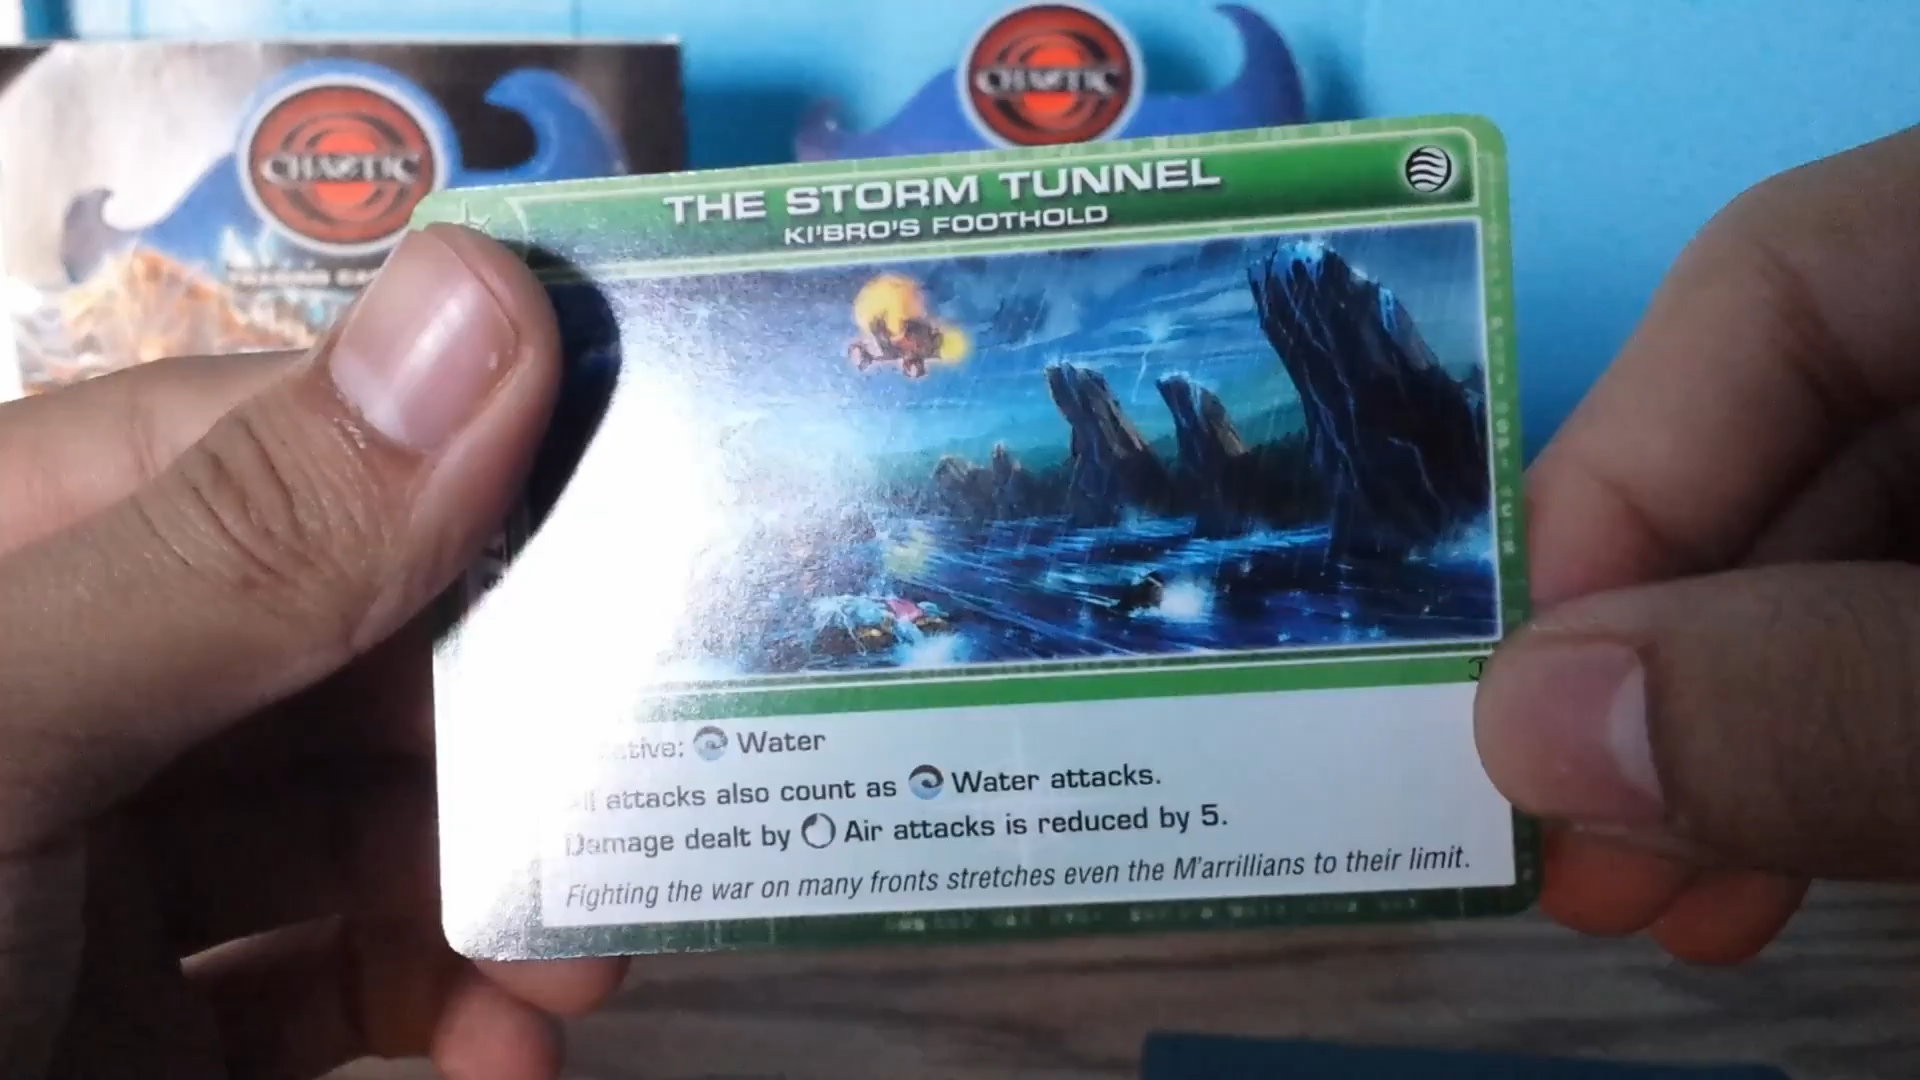 CHAOTIC
CHAOTIC
THE STORM TUNNEL
KI'BRO'S FOOTHOLD
Water
attacks also count as Water attacks.
Damage dealt by Air attacks is reduced by 5.
Fighting the war on many fronts stretches even the M'arrillians to their limit.